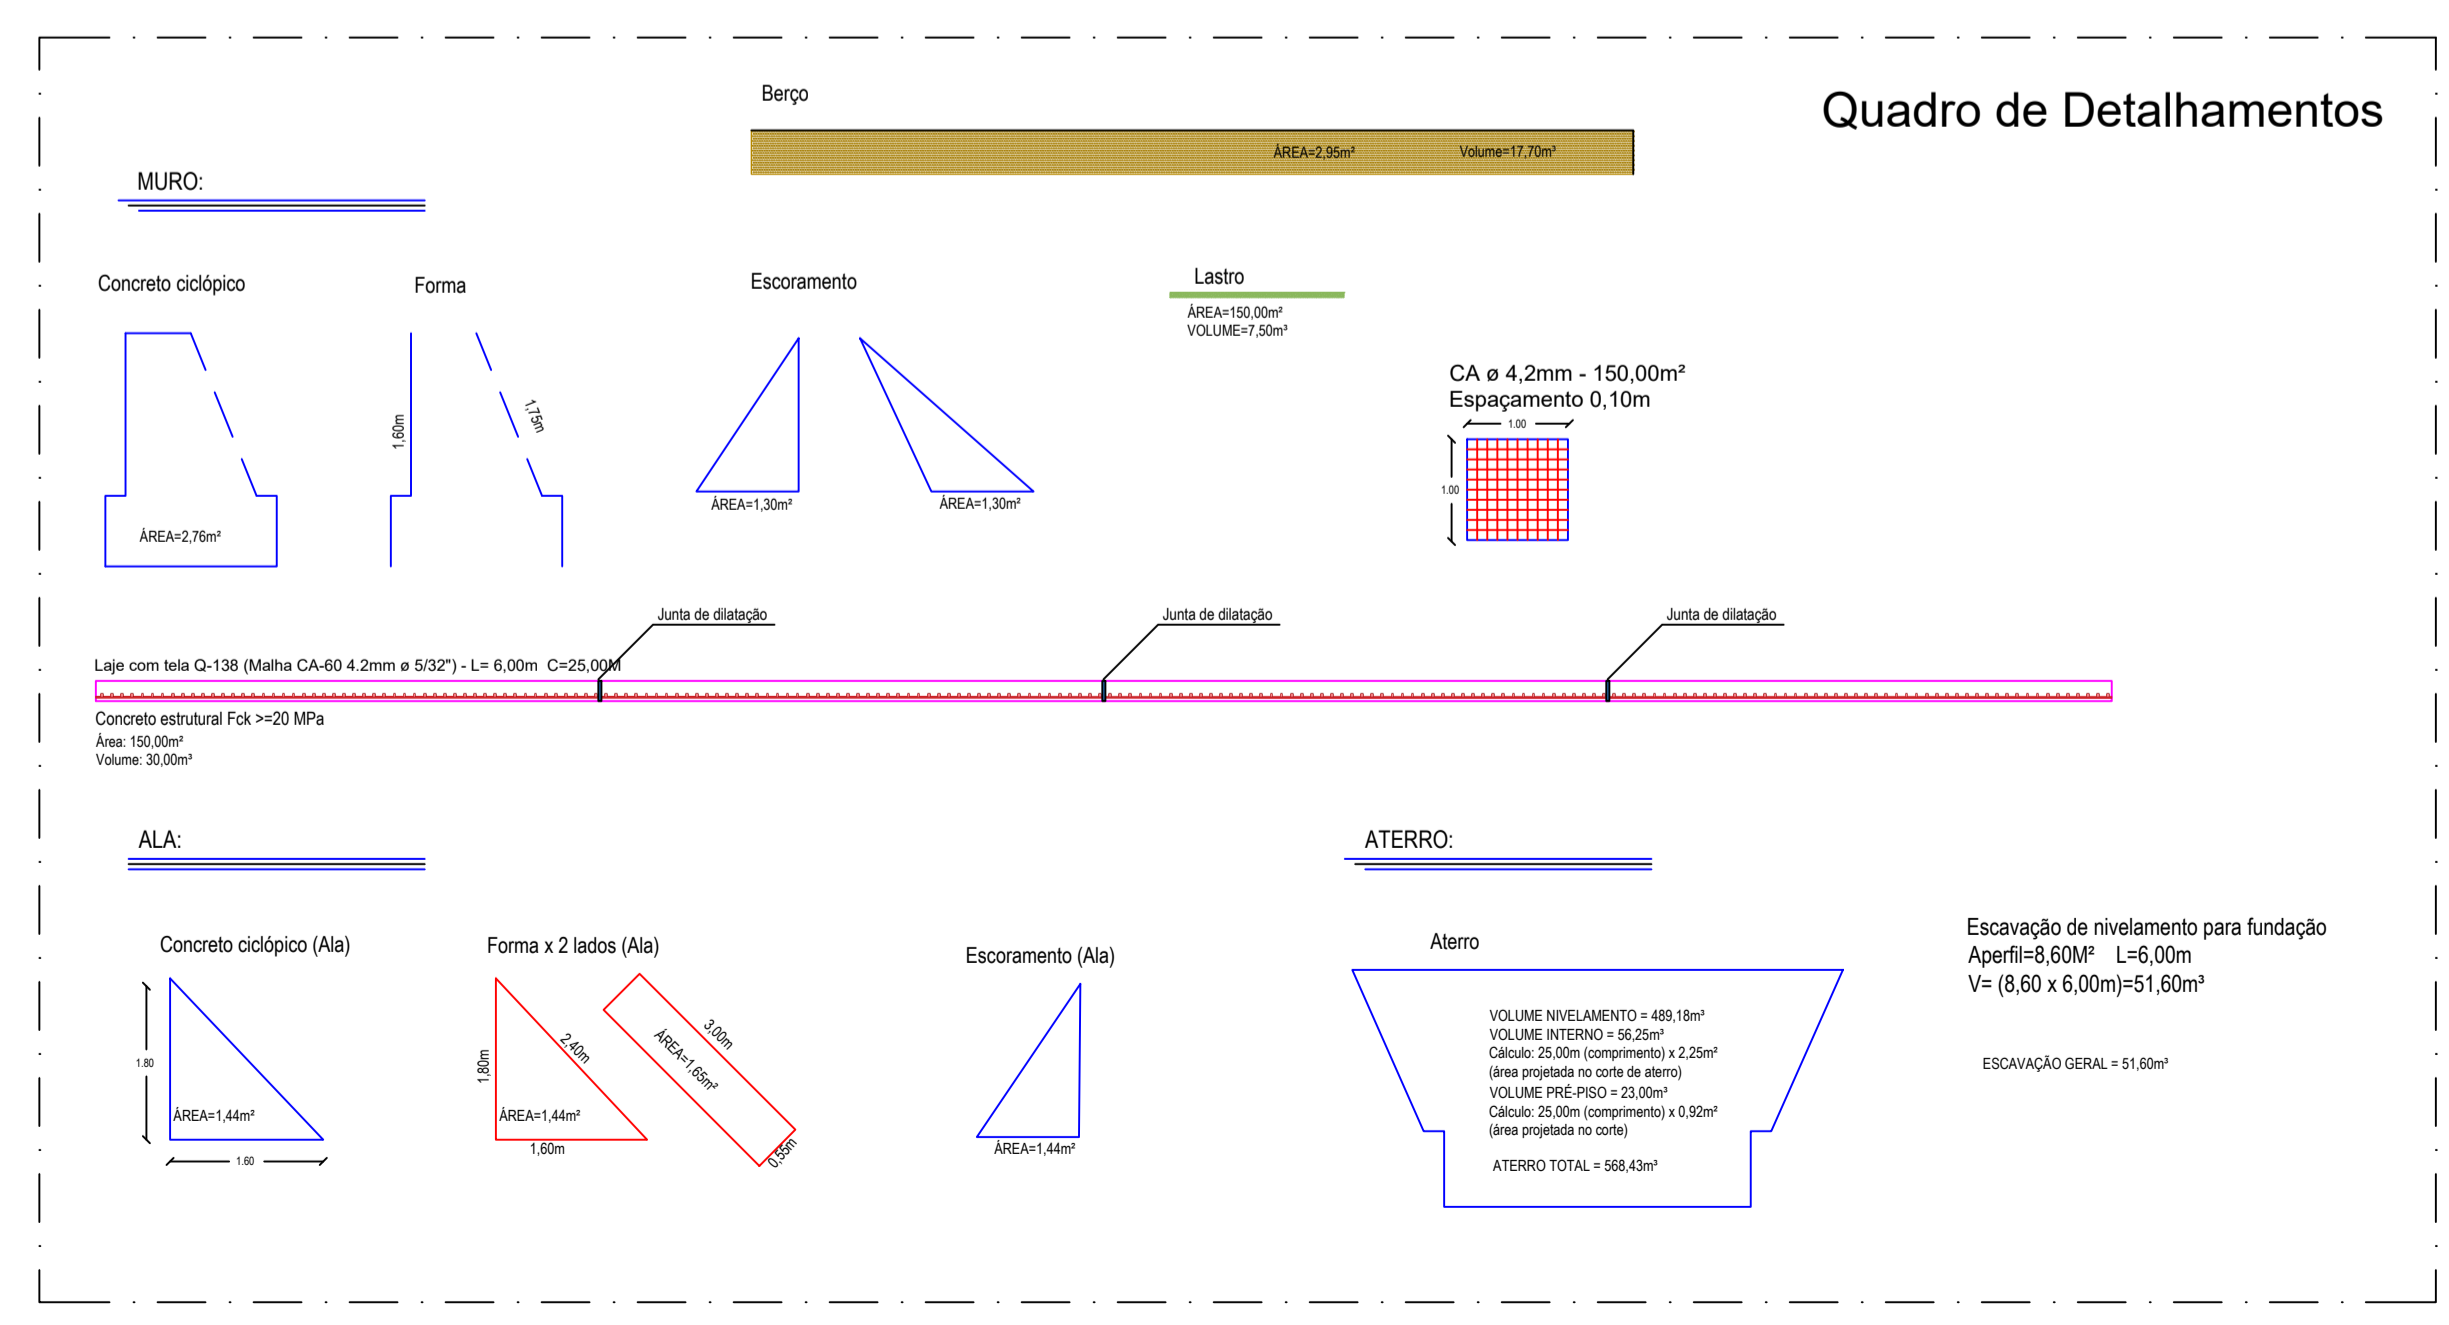 Quadro de Detalhamentos
Berço
ÁREA=2,95m² Volume=17,70m³
MURO:
Concreto ciclópico
ÁREA=2,76m²
Forma
1,60m
1,75m
Escoramento
ÁREA=1,30m²
ÁREA=1,30m²
Lastro
ÁREA=150,00m²
VOLUME=7,50m³
CA ø 4,2mm - 150,00m²
Espaçamento 0,10m
1.00
1.00
Junta de dilatação
Junta de dilatação
Junta de dilatação
Laje com tela Q-138 (Malha CA-60 4.2mm ø 5/32") - L= 6,00m C=25,00M
Concreto estrutural Fck >=20 MPa
Área: 150,00m²
Volume: 30,00m³
ALA:
Concreto ciclópico (Ala)
1.80
ÁREA=1,44m²
1.60
Forma x 2 lados (Ala)
1,80m
2,40m
ÁREA=1,44m²
1,60m
3,00m
ÁREA=1,65m²
0,55m
Escoramento (Ala)
ÁREA=1,44m²
ATERRO:
Aterro
VOLUME NIVELAMENTO = 489,18m³
VOLUME INTERNO = 56,25m³
Cálculo: 25,00m (comprimento) x 2,25m²
(área projetada no corte de aterro)
VOLUME PRÉ-PISO = 23,00m³
Cálculo: 25,00m (comprimento) x 0,92m²
(área projetada no corte)
ATERRO TOTAL = 568,43m³
Escavação de nivelamento para fundação
Aperfil=8,60M² L=6,00m
V= (8,60 x 6,00m)=51,60m³
ESCAVAÇÃO GERAL = 51,60m³